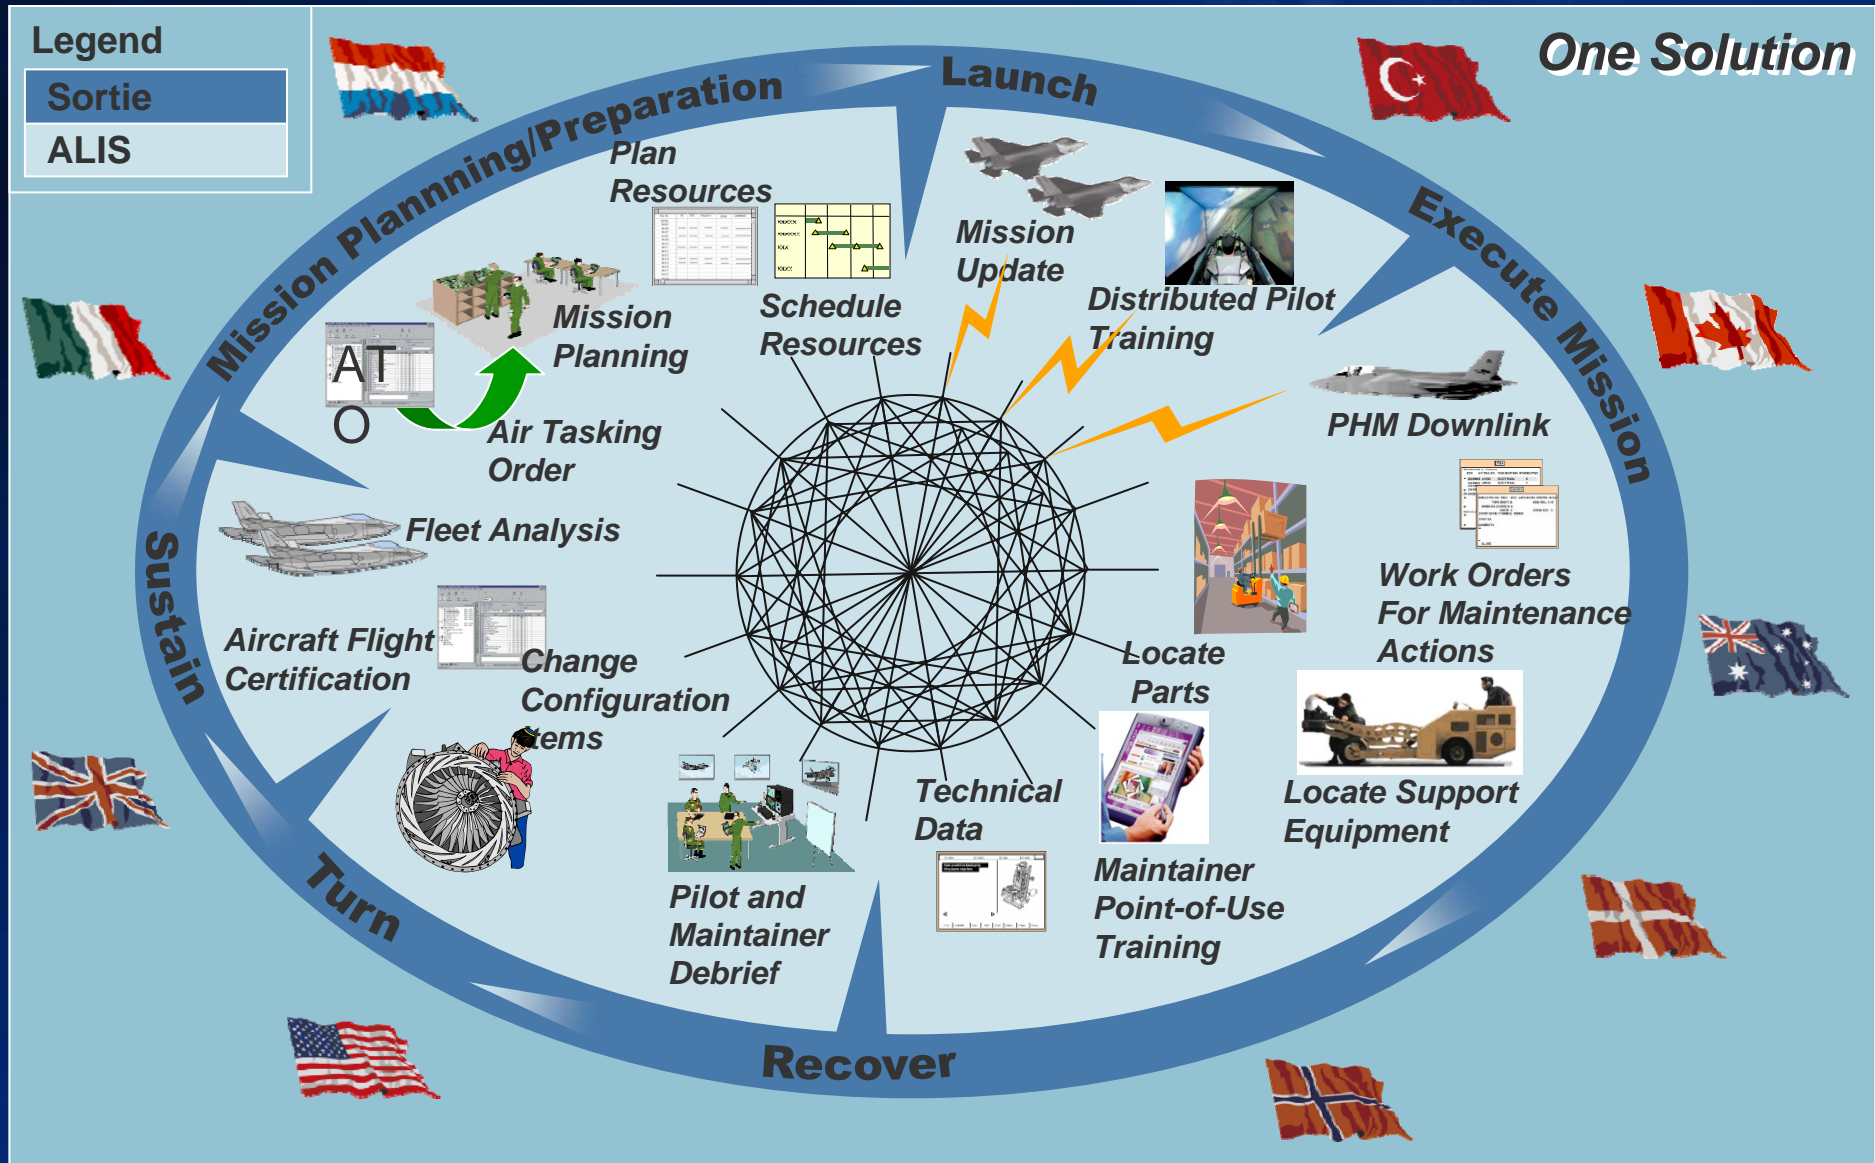 Legend
Sortie
ALIS
One Solution
Mission Plannning/Preparation
Launch
Execute Mission
Recover
Turn
Sustain
Plan
Resources
Schedule
Resources
Mission
Planning
AT
O
Air Tasking
Order
Mission
Update
Distributed Pilot
Training
PHM Downlink
Work Orders
For Maintenance
Actions
Locate
Parts
Locate Support
Equipment
Maintainer
Point-of-Use
Training
Technical
Data
Pilot and
Maintainer
Debrief
Change
Configuration
Items
Aircraft Flight
Certification
Fleet Analysis